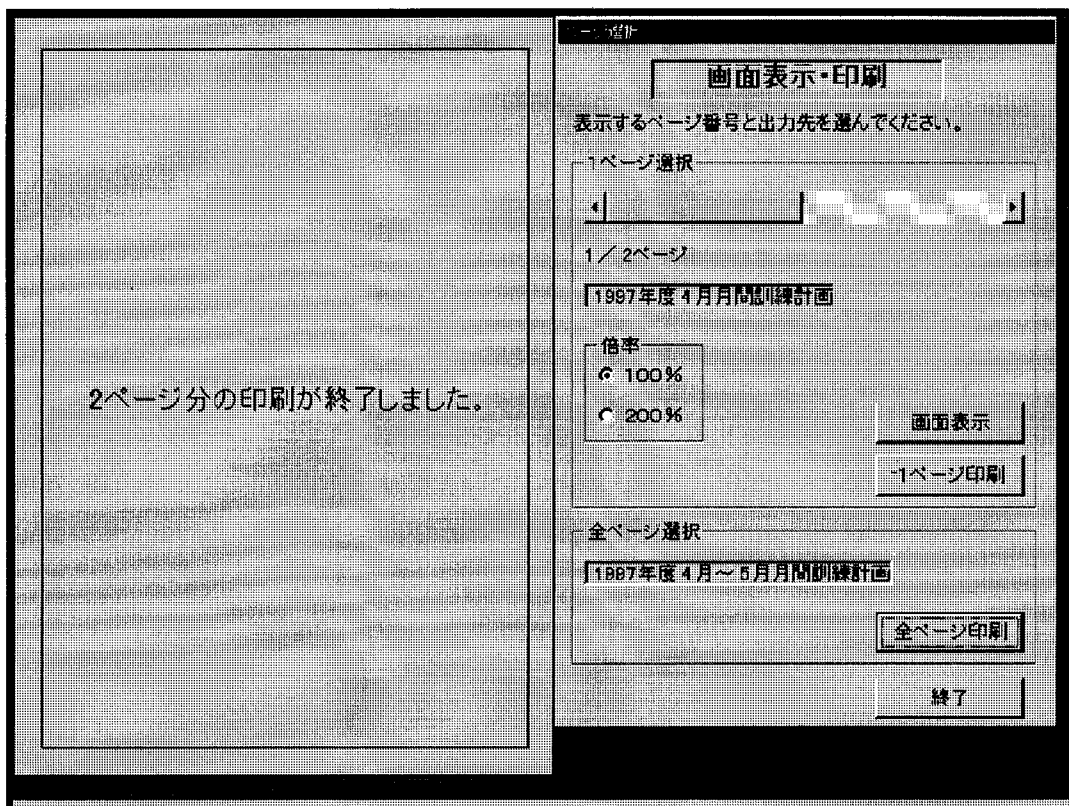 2ページ分の印刷が終了しました。
ページ選択
画面表示・印刷
表示するページ番号と出力先を選んでください。
1ページ選択
1／2ページ
1997年度4月月間訓練計画
倍率
100%
200%
画面表示
1ページ印刷
全ページ選択
1997年度4月～5月月間訓練計画
全ページ印刷
終了